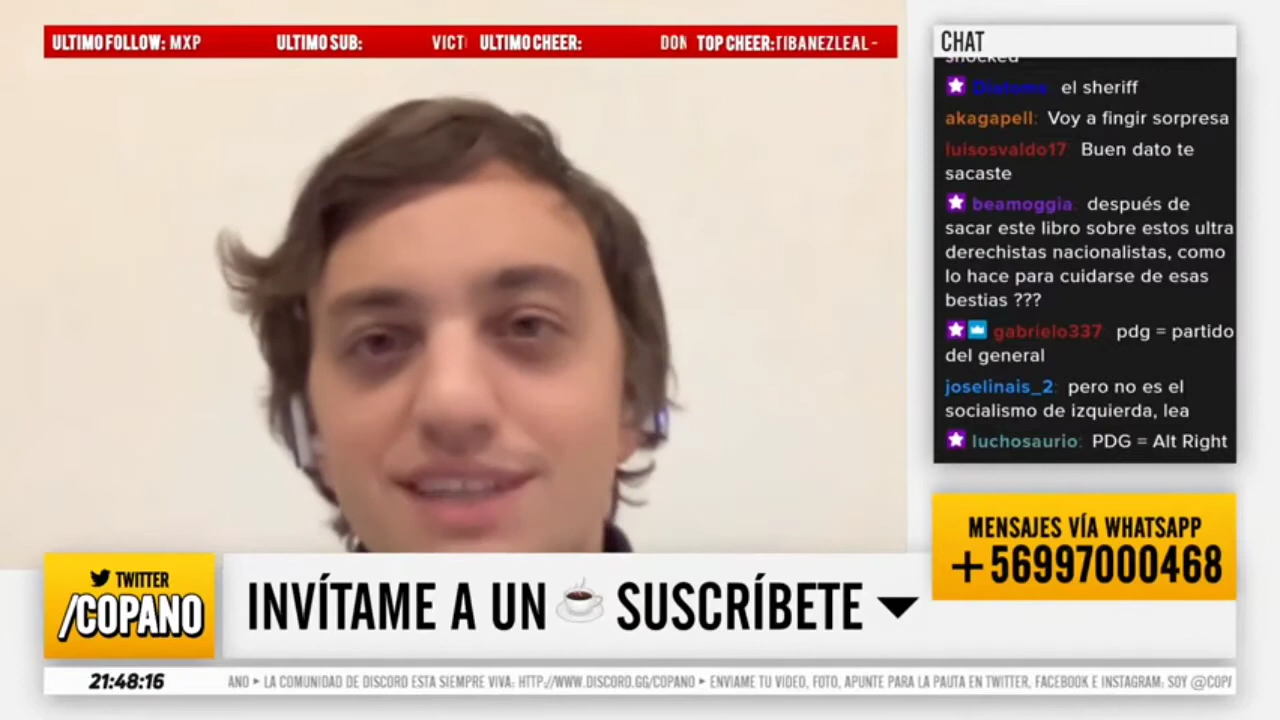 ULTIMO FOLLOW: MXP ULTIMO SUB: VICT ULTIMO CHEER: DON TOP CHEER:TIBANEZLEAL -
CHAT
shocked
el sheriff
akagapell: Voy a fingir sorpresa
luisosvaldo17: Buen dato te
sacaste
beamoggia: después de
sacar este libro sobre estos ultra
derechistas nacionalistas, como
lo hace para cuidarse de esas
bestias ???
gabrielo337 pdg = partido
del general
joselinais_2: pero no es el
socialismo de izquierda, lea
luchosaurio: PDG = Alt Right
MENSAJES VÍA WHATSAPP
+56997000468
TWITTER
/COPANO
INVÍTAME A UN SUSCRÍBETE
21:48:16
ANO ▸ LA COMUNIDAD DE DISCORD ESTA SIEMPRE VIVA: HTTP://WWW.DISCORD.GG/COPANO ▸ ENVIAME TU VIDEO, FOTO, APUNTE PARA LA PAUTA EN TWITTER, FACEBOOK E INSTAGRAM: SOY @COP